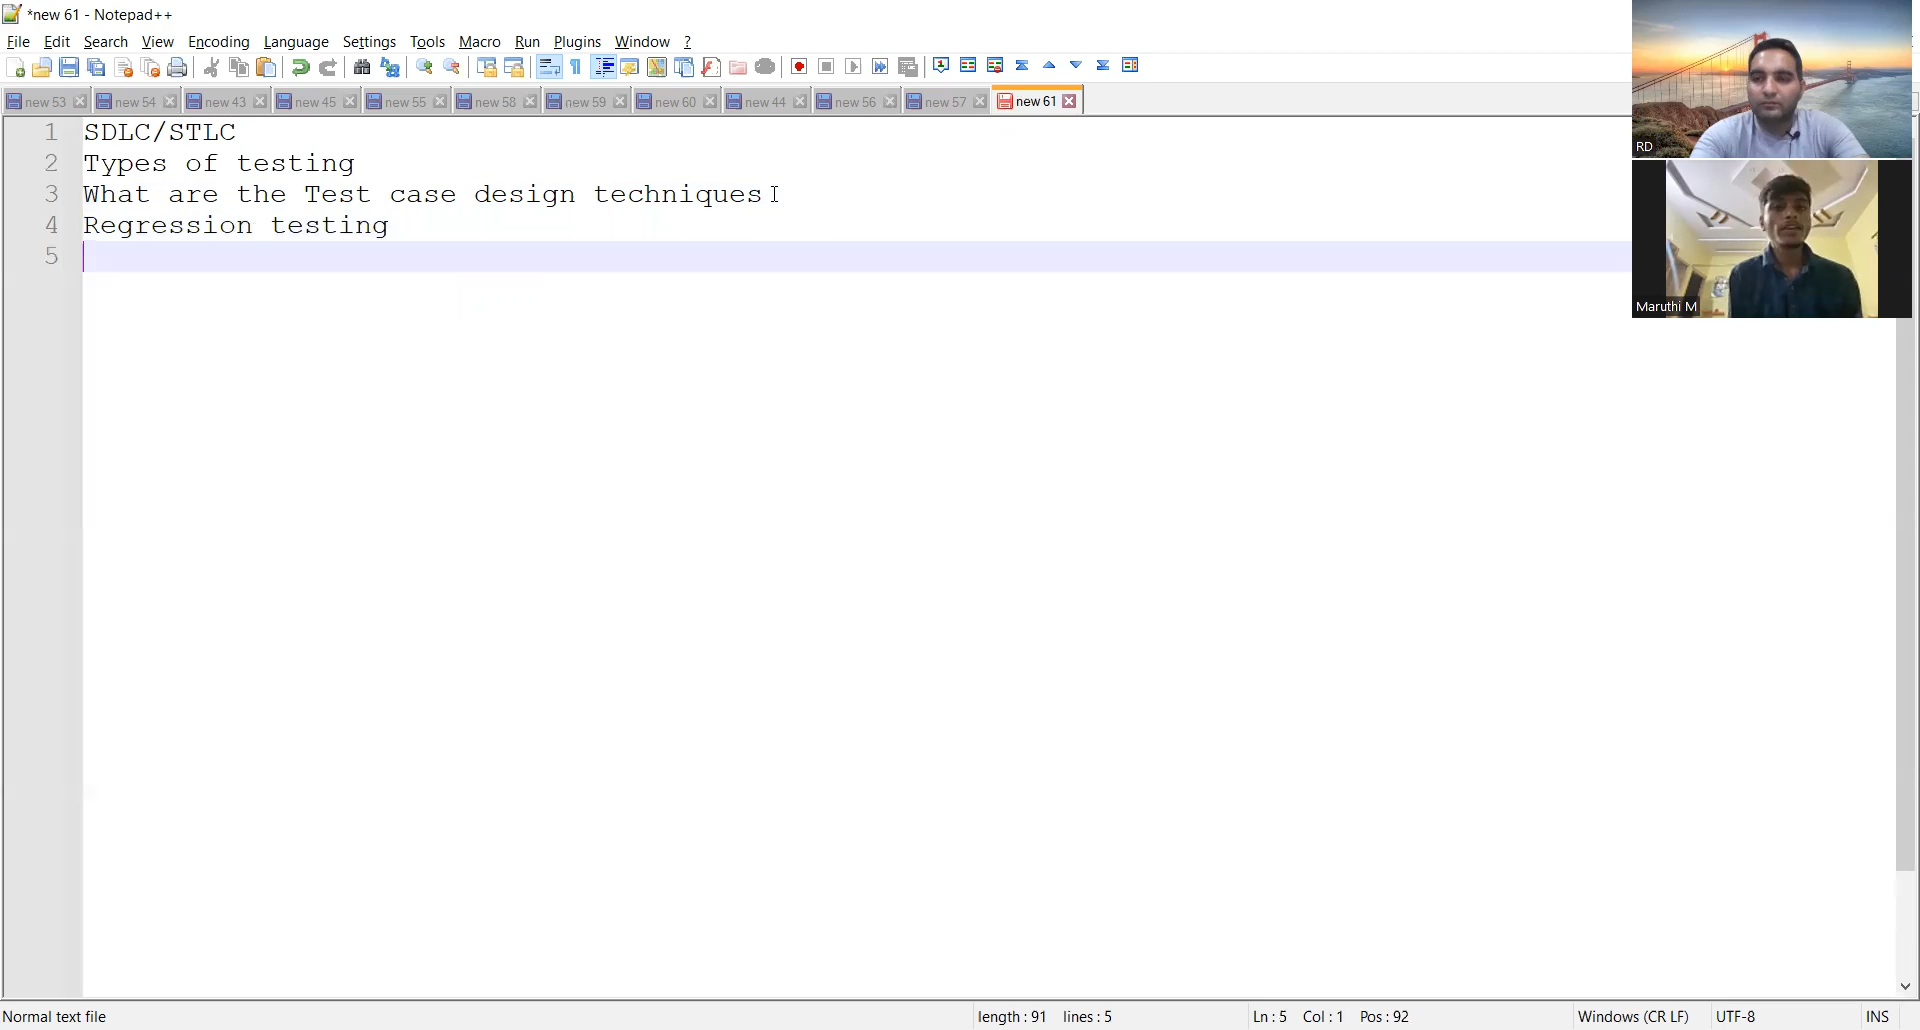 *new 61 - Notepad++
File Edit Search View Encoding Language Settings Tools Macro Run Plugins Window ?
new 53 new 54 new 43 new 45 new 55 new 58 new 59 new 60 new 44 new 56 new 57 new 61
1 SDLC/STLC
2 Types of testing
3 What are the Test case design techniques
4 Regression testing
5
RD
Maruthi M
Normal text file length : 91 lines : 5 Ln : 5 Col : 1 Pos : 92 Windows (CR LF) UTF-8 INS